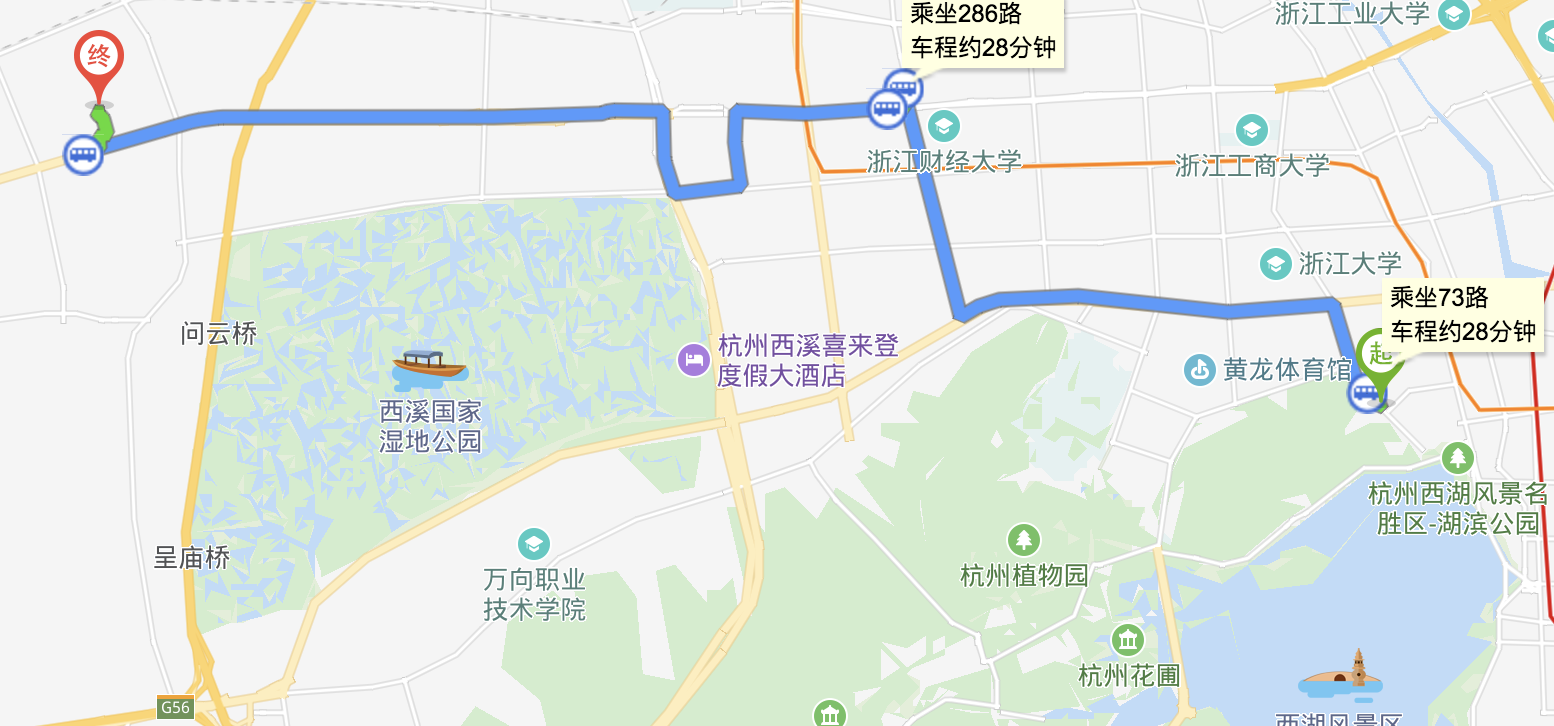 乘坐286路
车程约28分钟
浙江工业大学
终
浙江财经大学
浙江工商大学
浙江大学
乘坐73路
车程约28分钟
起
问云桥
杭州西溪喜来登
度假大酒店
黄龙体育馆
西溪国家
湿地公园
杭州西湖风景名
胜区-湖滨公园
呈庙桥
万向职业
技术学院
杭州植物园
杭州花圃
G56
西湖风景区